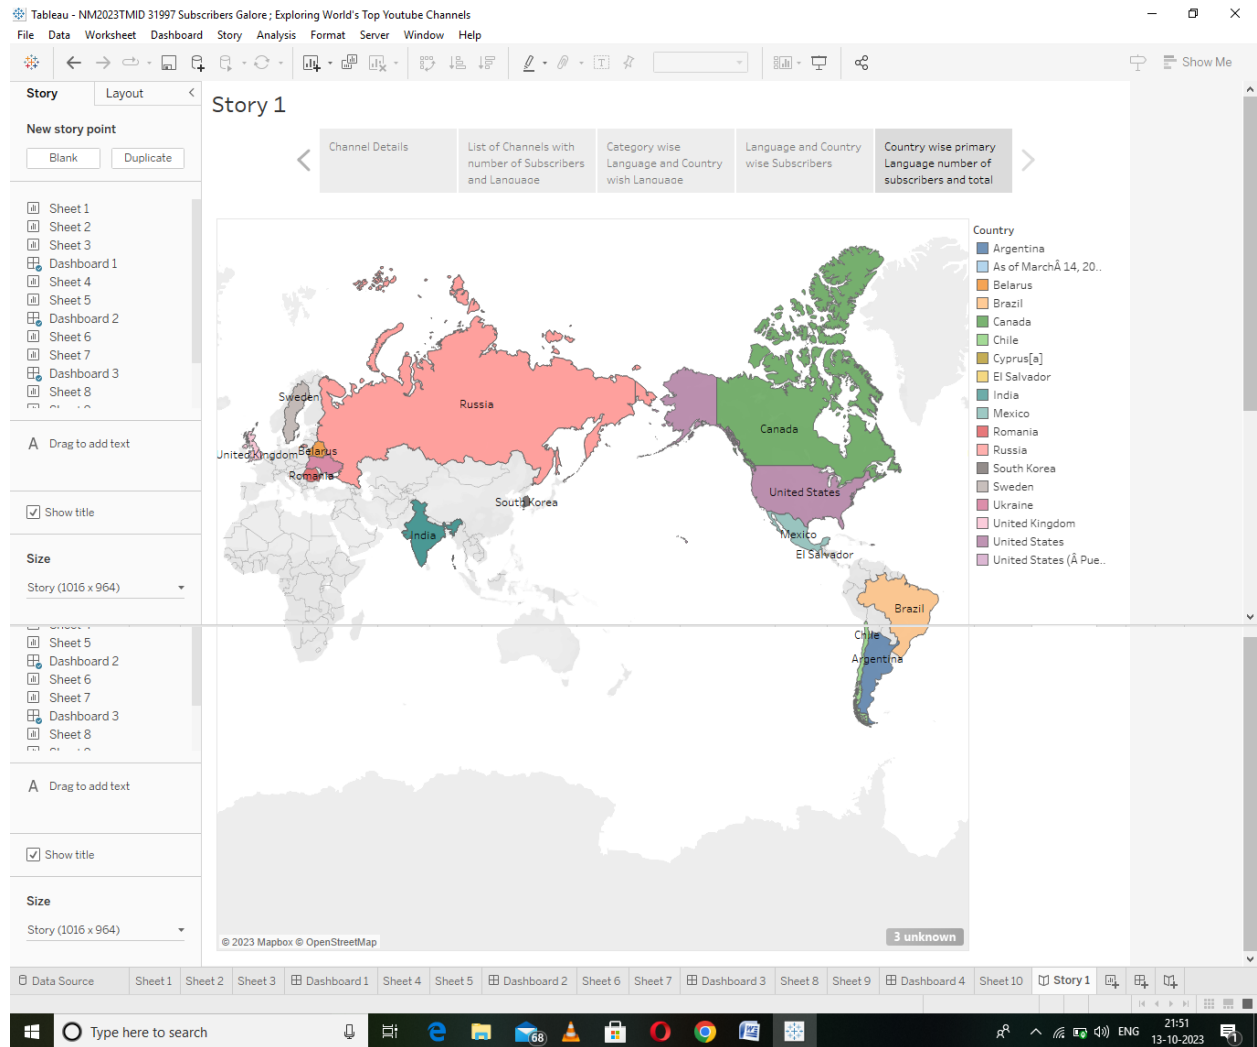 Tableau - NM2023TMID 31997 Subscribers Galore ; Exploring World's Top Youtube Channels
File Data Worksheet Dashboard Story Analysis Format Server Window Help
Show Me
Story Layout
New story point
Blank Duplicate
Sheet 1
Sheet 2
Sheet 3
Dashboard 1
Sheet 4
Sheet 5
Dashboard 2
Sheet 6
Sheet 7
Dashboard 3
Sheet 8
A Drag to add text
Show title
Size
Story (1016 x 964)
Sheet 5
Dashboard 2
Sheet 6
Sheet 7
Dashboard 3
Sheet 8
A Drag to add text
Show title
Size
Story (1016 x 964)
Story 1
Channel Details
List of Channels with
number of Subscribers
and Language
Category wise
Language and Country
wish Language
Language and Country
wise Subscribers
Country wise primary
Language number of
subscribers and total
Sweden
Russia
United Kingdom
Belarus
Romania
South Korea
India
Canada
United States
Mexico
El Salvador
Brazil
Chile
Argentina
© 2023 Mapbox © OpenStreetMap
3 unknown
Country
Argentina
As of MarchÂ 14, 20..
Belarus
Brazil
Canada
Chile
Cyprus[a]
El Salvador
India
Mexico
Romania
Russia
South Korea
Sweden
Ukraine
United Kingdom
United States
United States (Â Pue..
Data Source Sheet 1 Sheet 2 Sheet 3 Dashboard 1 Sheet 4 Sheet 5 Dashboard 2 Sheet 6 Sheet 7 Dashboard 3 Sheet 8 Sheet 9 Dashboard 4 Sheet 10 Story 1
Type here to search
68
ENG
21:51
13-10-2023
1